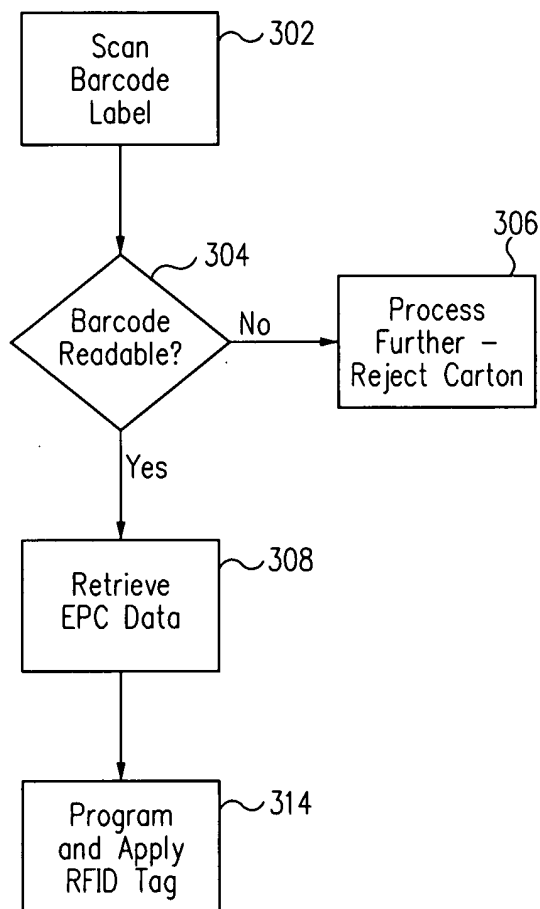 302
Scan
Barcode
Label
304
Barcode
Readable?
No
306
Process
Further –
Reject Carton
Yes
308
Retrieve
EPC Data
314
Program
and Apply
RFID Tag